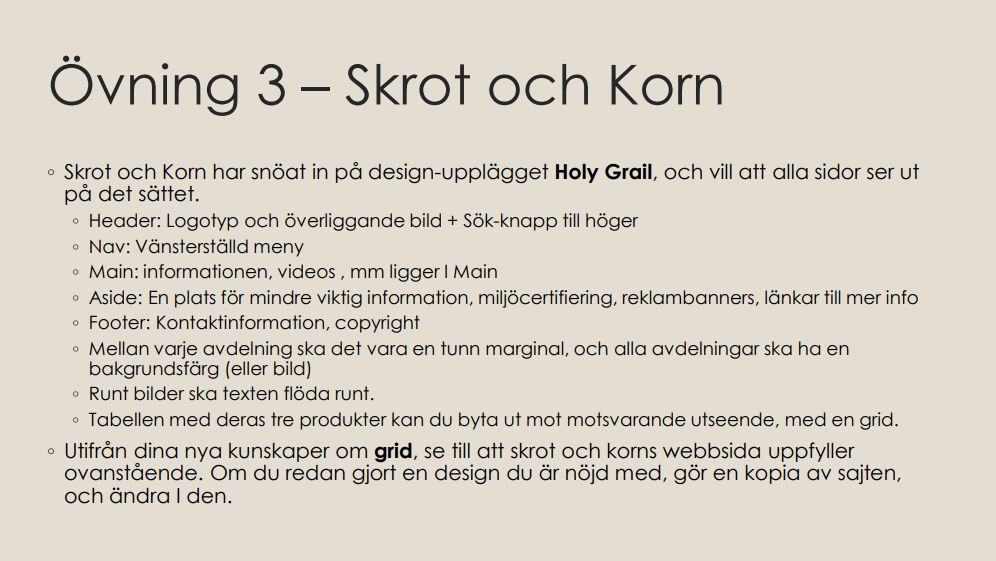 Övning 3 – Skrot och Korn
◦ Skrot och Korn har snöat in på design-upplägget Holy Grail, och vill att alla sidor ser ut
på det sättet.
◦ Header: Logotyp och överliggande bild + Sök-knapp till höger
◦ Nav: Vänsterställd meny
◦ Main: informationen, videos , mm ligger I Main
◦ Aside: En plats för mindre viktig information, miljöcertifiering, reklambanners, länkar till mer info
◦ Footer: Kontaktinformation, copyright
◦ Mellan varje avdelning ska det vara en tunn marginal, och alla avdelningar ska ha en
bakgrundsfärg (eller bild)
◦ Runt bilder ska texten flöda runt.
◦ Tabellen med deras tre produkter kan du byta ut mot motsvarande utseende, med en grid.
◦ Utifrån dina nya kunskaper om grid, se till att skrot och korns webbsida uppfyller
ovanstående. Om du redan gjort en design du är nöjd med, gör en kopia av sajten,
och ändra I den.